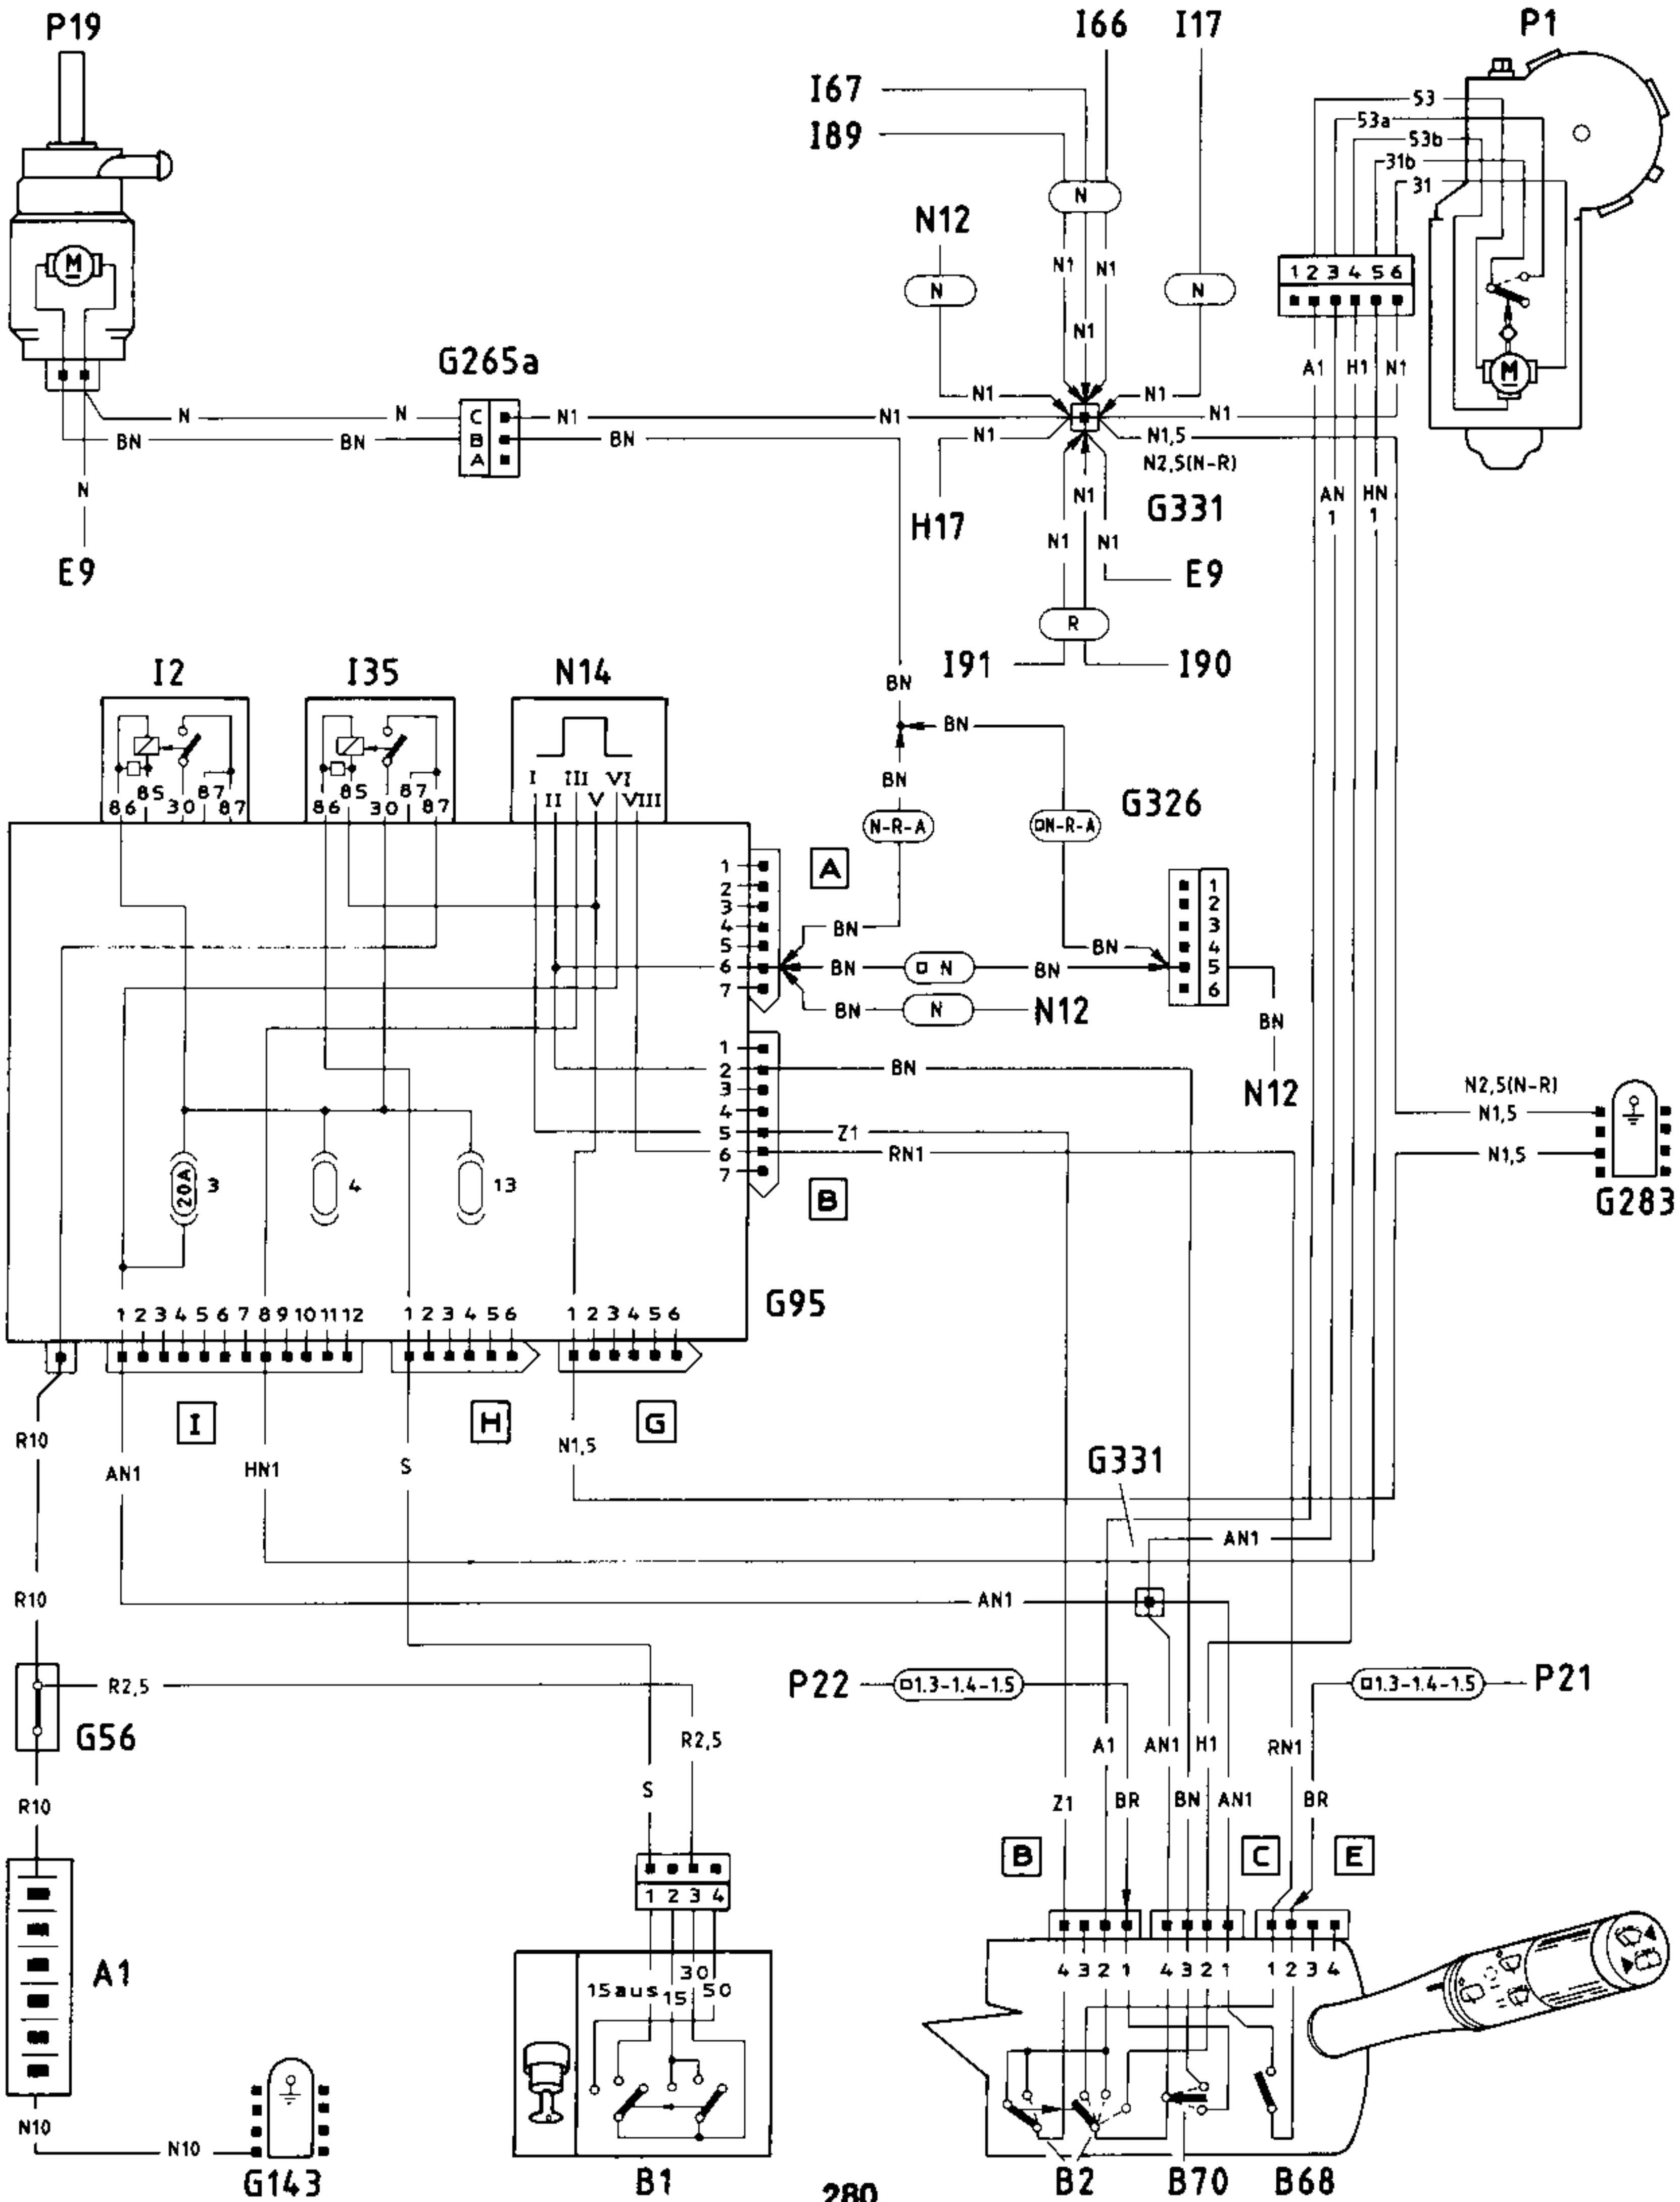 P19
I66 I17 P1
I67
I89
53
53a
53b
31b
31
N
N12
N
N
N1 N1
N1
1 2 3 4 5 6
M
M
G265a
A1 H1 N1
N N C N1 N1 N1 N1 N1
BN BN B BN
A
N1 N1,5
N2,5(N-R)
N
N1
AN 1
HN 1
G331
H17
N1 N1
E9
E9
R
I91 I90
I2 I35 N14
BN
BN
86 85 30 87 87
86 85 30 87 87
I II III V VI VIII
BN
G326
N-R-A
□N-R-A
A
1
2
3
4
5
6
7
BN
BN □ N BN
BN N N12
BN
1
2
3
4
5
6
BN
N12
1
2
3
4
5
6
7
BN
Z1
RN1
B
N2,5(N-R)
N1,5
N1,5
G283
20A 3
4
13
G95
1 2 3 4 5 6 7 8 9 10 11 12
1 2 3 4 5 6
1 2 3 4 5 6
I H G
R10
AN1 HN1 S N1,5
G331
AN1
R10
AN1
R2,5
G56
P22 □1.3-1.4-1.5
□1.3-1.4-1.5 P21
R2,5
A1 AN1 H1 RN1
S
R10
Z1 BR BN AN1 BR
B C E
1 2 3 4
A1
4 3 2 1 4 3 2 1 1 2 3 4
15aus 15 30 50
N10
N10
G143 B1 B2 B70 B68
280